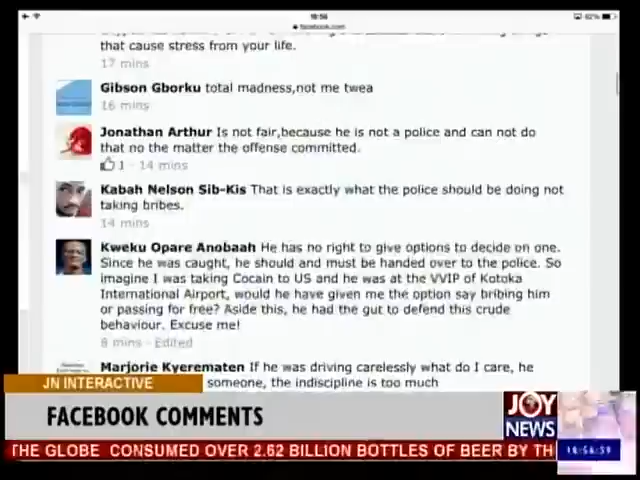 18:56
facebook.com
82%
that cause stress from your life.
17 mins
Gibson Gborku total madness,not me twea
16 mins
Jonathan Arthur Is not fair,because he is not a police and can not do
that no the matter the offense committed.
1 · 14 mins
Kabah Nelson Sib-Kis That is exactly what the police should be doing not
taking bribes.
14 mins
Kweku Opare Anobaah He has no right to give options to decide on one.
Since he was caught, he should and must be handed over to the police. So
imagine I was taking Cocain to US and he was at the VVIP of Kotoka
International Airport, would he have given me the option say bribing him
or passing for free? Aside this, he had the gut to defend this crude
behaviour. Excuse me!
8 mins · Edited
Marjorie Kyerematen If he was driving carelessly what do I care, he
someone, the indiscipline is too much
JN INTERACTIVE
FACEBOOK COMMENTS
JOY
NEWS
THE GLOBE CONSUMED OVER 2.62 BILLION BOTTLES OF BEER BY TH
18:56:59